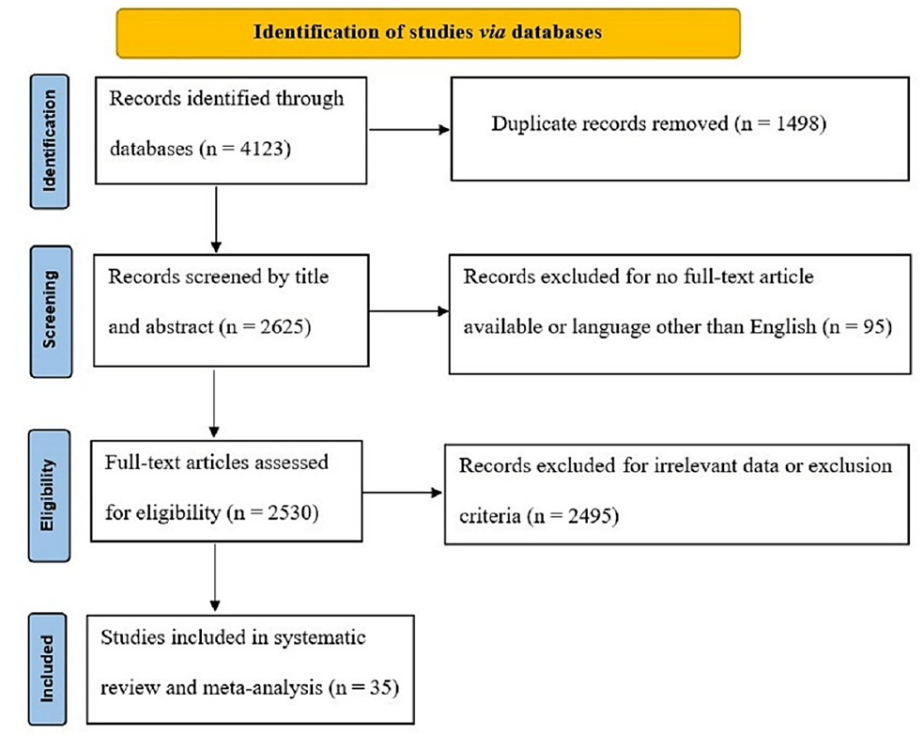 Identification of studies via databases
Identification
Records identified through
databases (n = 4123)
Duplicate records removed (n = 1498)
Screening
Records screened by title
and abstract (n = 2625)
Records excluded for no full-text article
available or language other than English (n = 95)
Eligibility
Full-text articles assessed
for eligibility (n = 2530)
Records excluded for irrelevant data or exclusion
criteria (n = 2495)
Included
Studies included in systematic
review and meta-analysis (n = 35)